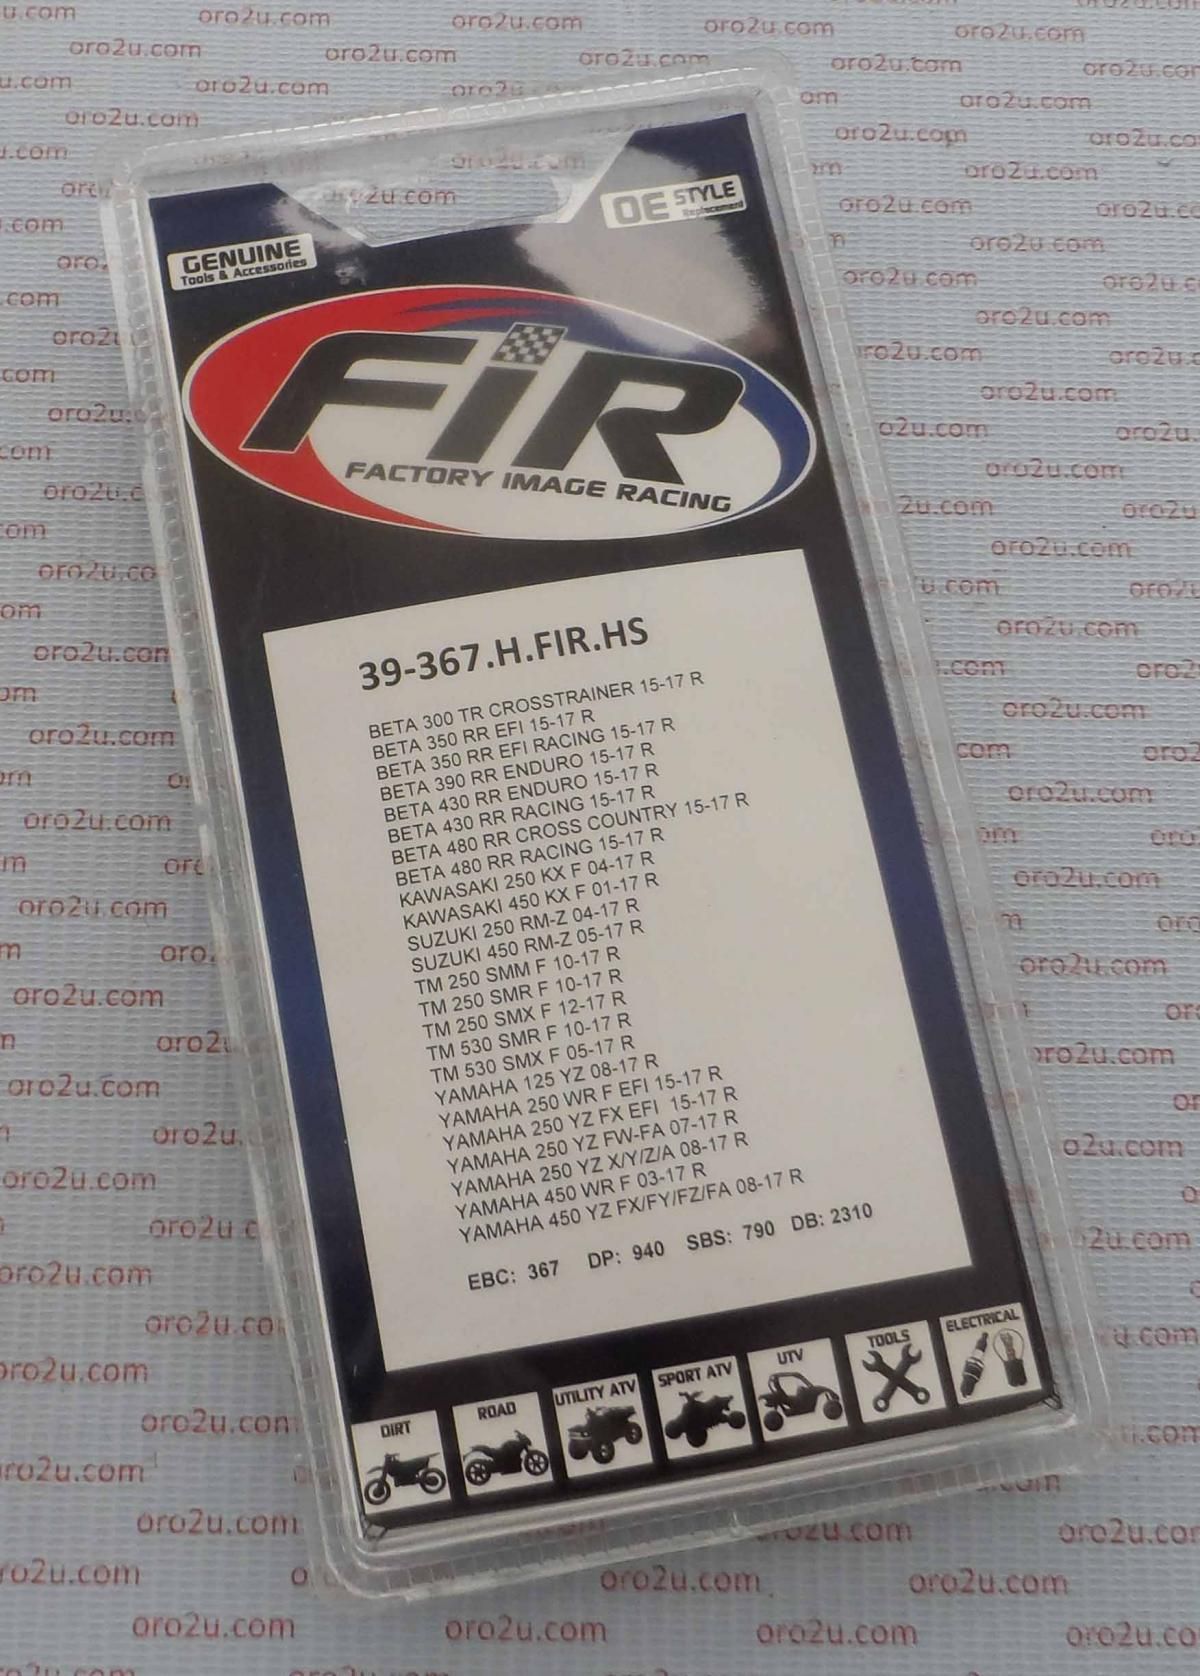 GENUINE
Tools & Accessories
OE STYLE
Replacement
FiR
FACTORY IMAGE RACING
39-367.H.FIR.HS
BETA 300 TR CROSSTRAINER 15-17 R
BETA 350 RR EFI 15-17 R
BETA 350 RR EFI RACING 15-17 R
BETA 390 RR ENDURO 15-17 R
BETA 430 RR ENDURO 15-17 R
BETA 430 RR RACING 15-17 R
BETA 480 RR CROSS COUNTRY 15-17 R
BETA 480 RR RACING 15-17 R
KAWASAKI 250 KX F 04-17 R
KAWASAKI 450 KX F 01-17 R
SUZUKI 250 RM-Z 04-17 R
SUZUKI 450 RM-Z 05-17 R
TM 250 SMM F 10-17 R
TM 250 SMR F 10-17 R
TM 250 SMX F 12-17 R
TM 530 SMR F 10-17 R
TM 530 SMX F 05-17 R
YAMAHA 125 YZ 08-17 R
YAMAHA 250 WR F EFI 15-17 R
YAMAHA 250 YZ FX EFI 15-17 R
YAMAHA 250 YZ FW-FA 07-17 R
YAMAHA 250 YZ X/Y/Z/A 08-17 R
YAMAHA 450 WR F 03-17 R
YAMAHA 450 YZ FX/FY/FZ/FA 08-17 R
EBC: 367 DP: 940 SBS: 790 DB: 2310
DIRT
ROAD
UTILITY ATV
SPORT ATV
UTV
TOOLS
ELECTRICAL
oro2u.com